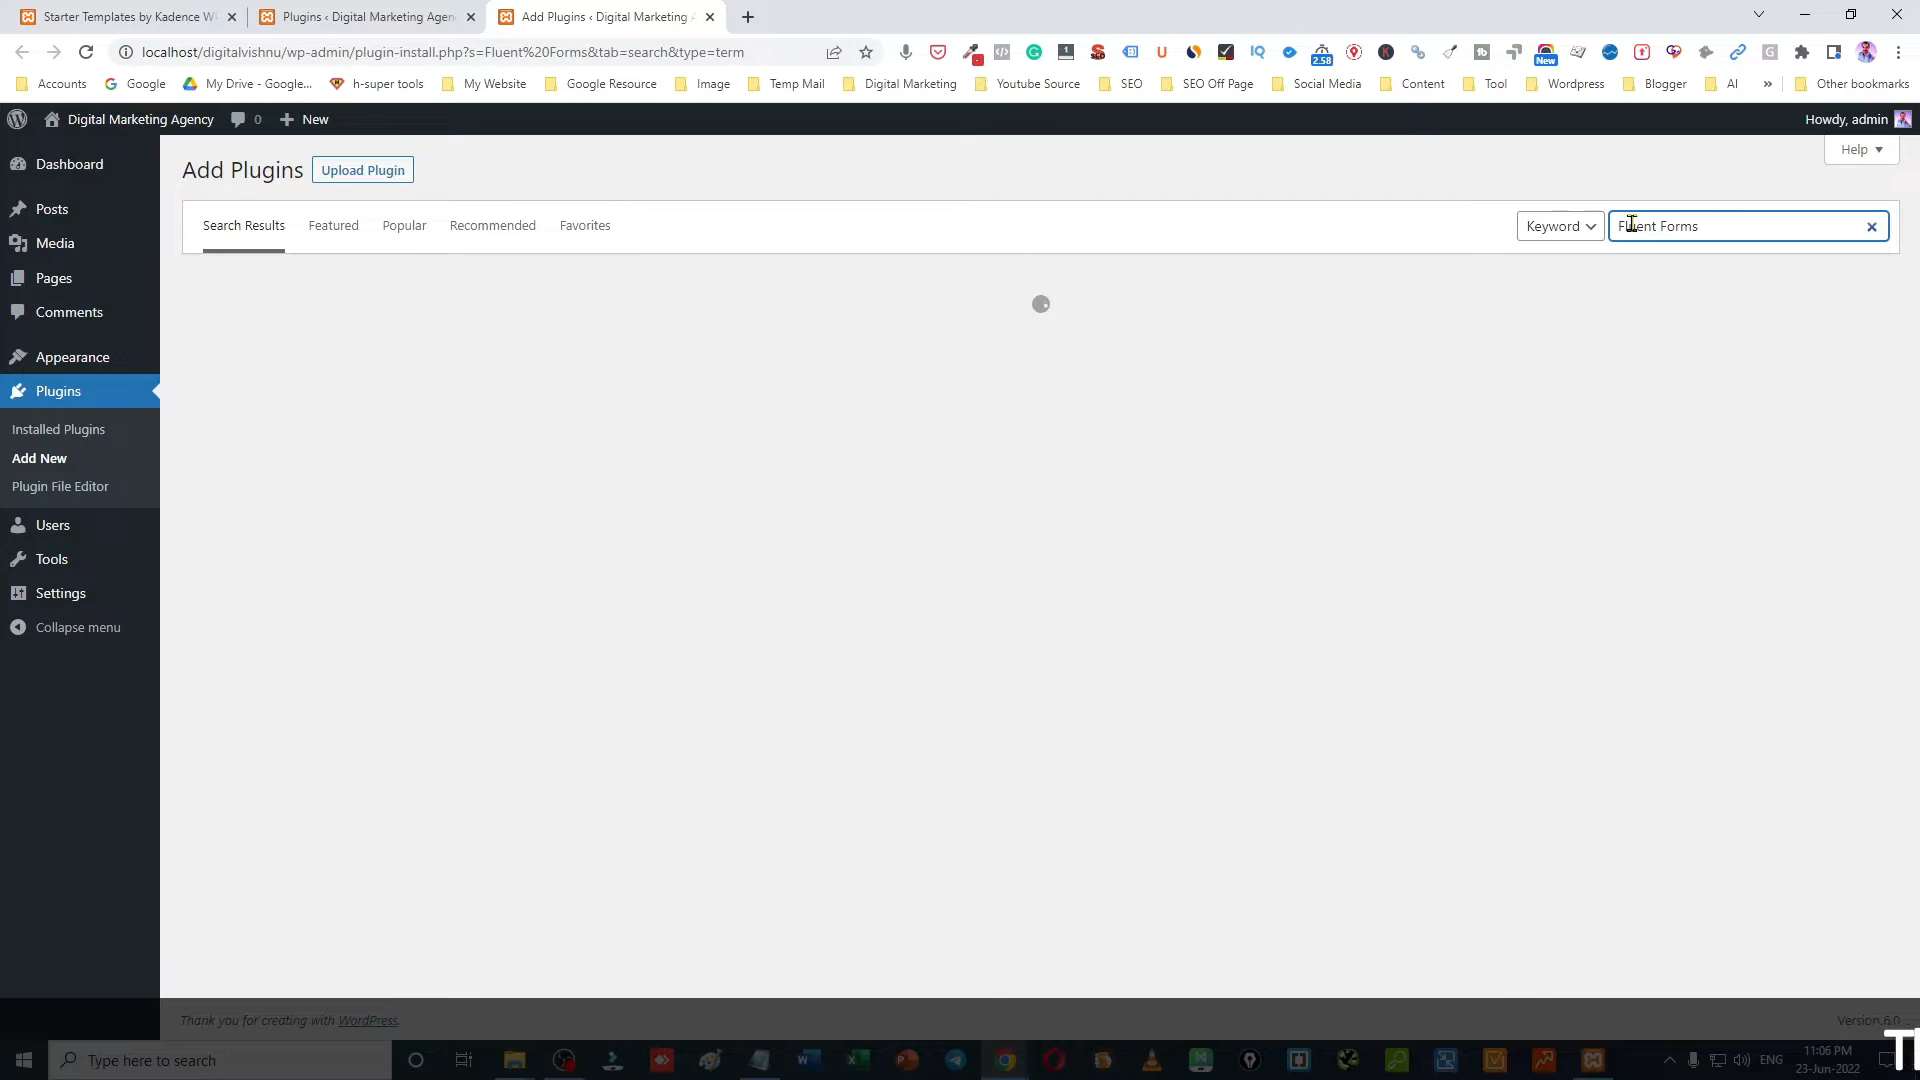 Starter Templates by Kadence W
Plugins ‹ Digital Marketing Agen
Add Plugins ‹ Digital Marketing
localhost/digitalvishnu/wp-admin/plugin-install.php?s=Fluent%20Forms&tab=search&type=term
2.58
New
Accounts
Google
My Drive - Google...
h-super tools
My Website
Google Resource
Image
Temp Mail
Digital Marketing
Youtube Source
SEO
SEO Off Page
Social Media
Content
Tool
Wordpress
Blogger
AI
»
Other bookmarks
Digital Marketing Agency
0
New
Howdy, admin
Dashboard
Posts
Media
Pages
Comments
Appearance
Plugins
Installed Plugins
Add New
Plugin File Editor
Users
Tools
Settings
Collapse menu
Add Plugins
Upload Plugin
Help
Search Results
Featured
Popular
Recommended
Favorites
Keyword
Fluent Forms
Thank you for creating with WordPress.
Version 6.0
Type here to search
ENG
11:06 PM
23-Jun-2022